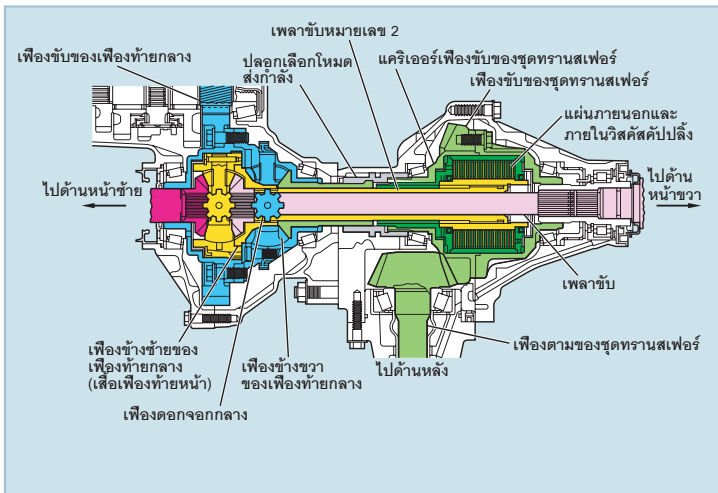 เพลาขับหมายเลข 2
เฟืองขับของเฟืองท้ายกลาง
ปลอกเลือกโหมด
ส่งกำลัง
แคริเออร์เฟืองขับของชุดทรานสเฟอร์
เฟืองขับของชุดทรานสเฟอร์
แผ่นภายนอกและ
ภายในวิสคัสคัปปลิ้ง
ไปด้านหน้าซ้าย
ไปด้าน
หน้าขวา
เพลาขับ
เฟืองตามของชุดทรานสเฟอร์
ไปด้านหลัง
เฟืองข้างซ้ายของ
เฟืองท้ายกลาง
(เสื้อเฟืองท้ายหน้า)
เฟืองข้างขวา
ของเฟืองท้ายกลาง
เฟืองดอกจอกกลาง